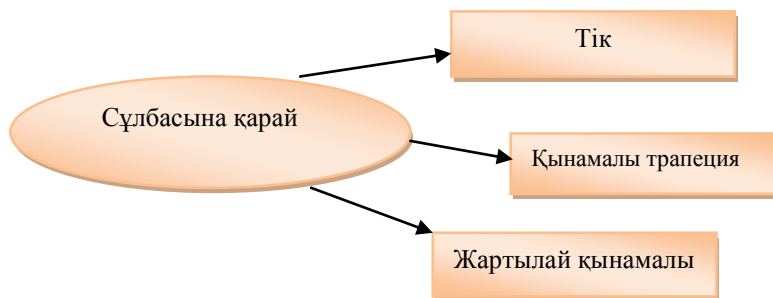 Тік
Сұлбасына қарай
Қынамалы трапеция
Жартылай қынамалы